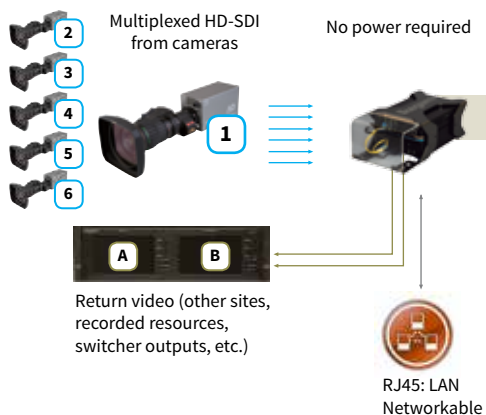 Multiplexed HD-SDI
from cameras
No power required
2
3
4
5
6
1
A
B
Return video (other sites,
recorded resources,
switcher outputs, etc.)
RJ45: LAN
Networkable